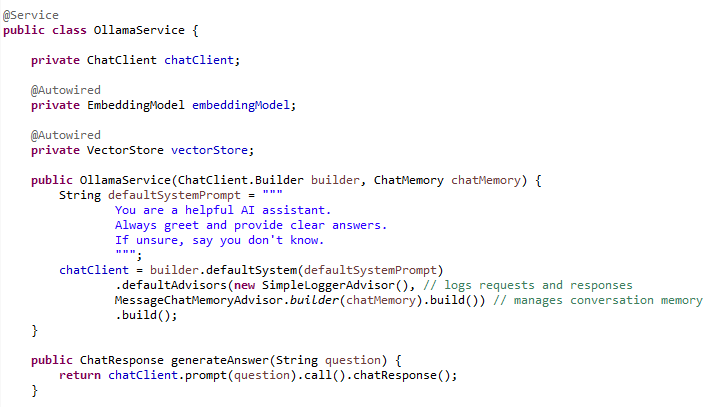 @Service
public class OllamaService {
private ChatClient chatClient;
@Autowired
private EmbeddingModel embeddingModel;
@Autowired
private VectorStore vectorStore;
public OllamaService(ChatClient.Builder builder, ChatMemory chatMemory) {
String defaultSystemPrompt = """
You are a helpful AI assistant.
Always greet and provide clear answers.
If unsure, say you don't know.
""";
chatClient = builder.defaultSystem(defaultSystemPrompt)
.defaultAdvisors(new SimpleLoggerAdvisor(), // logs requests and responses
MessageChatMemoryAdvisor.builder(chatMemory).build()) // manages conversation memory
.build();
}
public ChatResponse generateAnswer(String question) {
return chatClient.prompt(question).call().chatResponse();
}